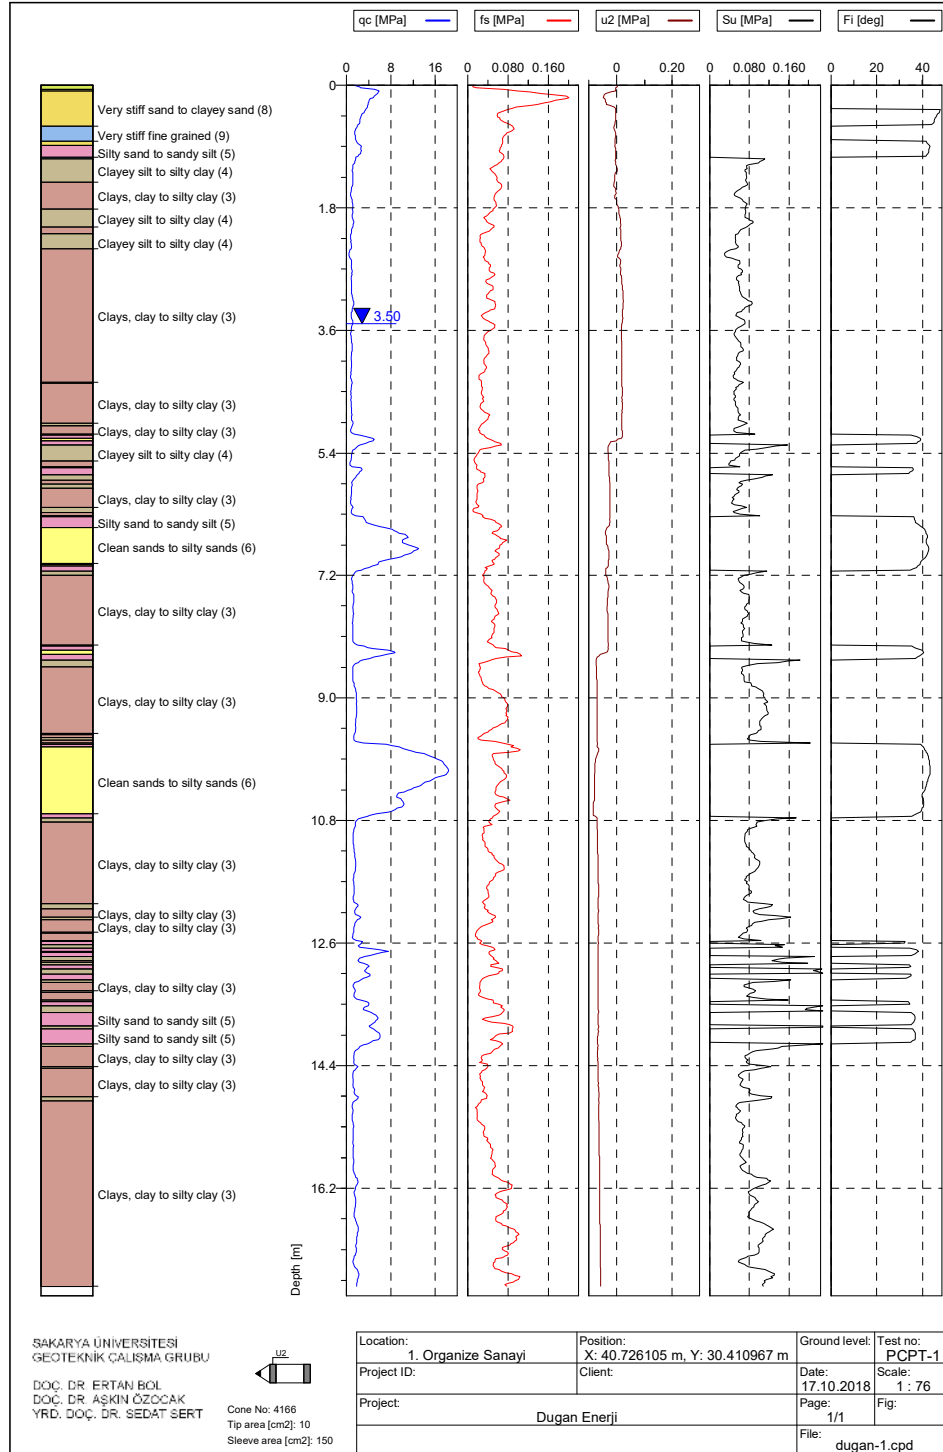 qc [MPa]
fs [MPa]
u2 [MPa]
Su [MPa]
Fi [deg]
0 8 16
0 0.080 0.160
0 0.20
0 0.080 0.160
0 20 40
0
1.8
3.6
5.4
7.2
9.0
10.8
12.6
14.4
16.2
Depth [m]
3.50
Very stiff sand to clayey sand (8)
Very stiff fine grained (9)
Silty sand to sandy silt (5)
Clayey silt to silty clay (4)
Clays, clay to silty clay (3)
Clayey silt to silty clay (4)
Clayey silt to silty clay (4)
Clays, clay to silty clay (3)
Clays, clay to silty clay (3)
Clays, clay to silty clay (3)
Clayey silt to silty clay (4)
Clays, clay to silty clay (3)
Silty sand to sandy silt (5)
Clean sands to silty sands (6)
Clays, clay to silty clay (3)
Clays, clay to silty clay (3)
Clean sands to silty sands (6)
Clays, clay to silty clay (3)
Clays, clay to silty clay (3)
Clays, clay to silty clay (3)
Clays, clay to silty clay (3)
Silty sand to sandy silt (5)
Silty sand to sandy silt (5)
Clays, clay to silty clay (3)
Clays, clay to silty clay (3)
Clays, clay to silty clay (3)
SAKARYA ÜNİVERSİTESİ
GEOTEKNİK ÇALIŞMA GRUBU
DOÇ. DR. ERTAN BOL
DOÇ. DR. AŞKIN ÖZOCAK
YRD. DOÇ. DR. SEDAT SERT
U2
Cone No: 4166
Tip area [cm2]: 10
Sleeve area [cm2]: 150
Location:
1. Organize Sanayi
Position:
X: 40.726105 m, Y: 30.410967 m
Ground level:
Test no:
PCPT-1
Project ID:
Client:
Date:
17.10.2018
Scale:
1 : 76
Project:
Dugan Enerji
Page:
1/1
Fig:
File:
dugan-1.cpd